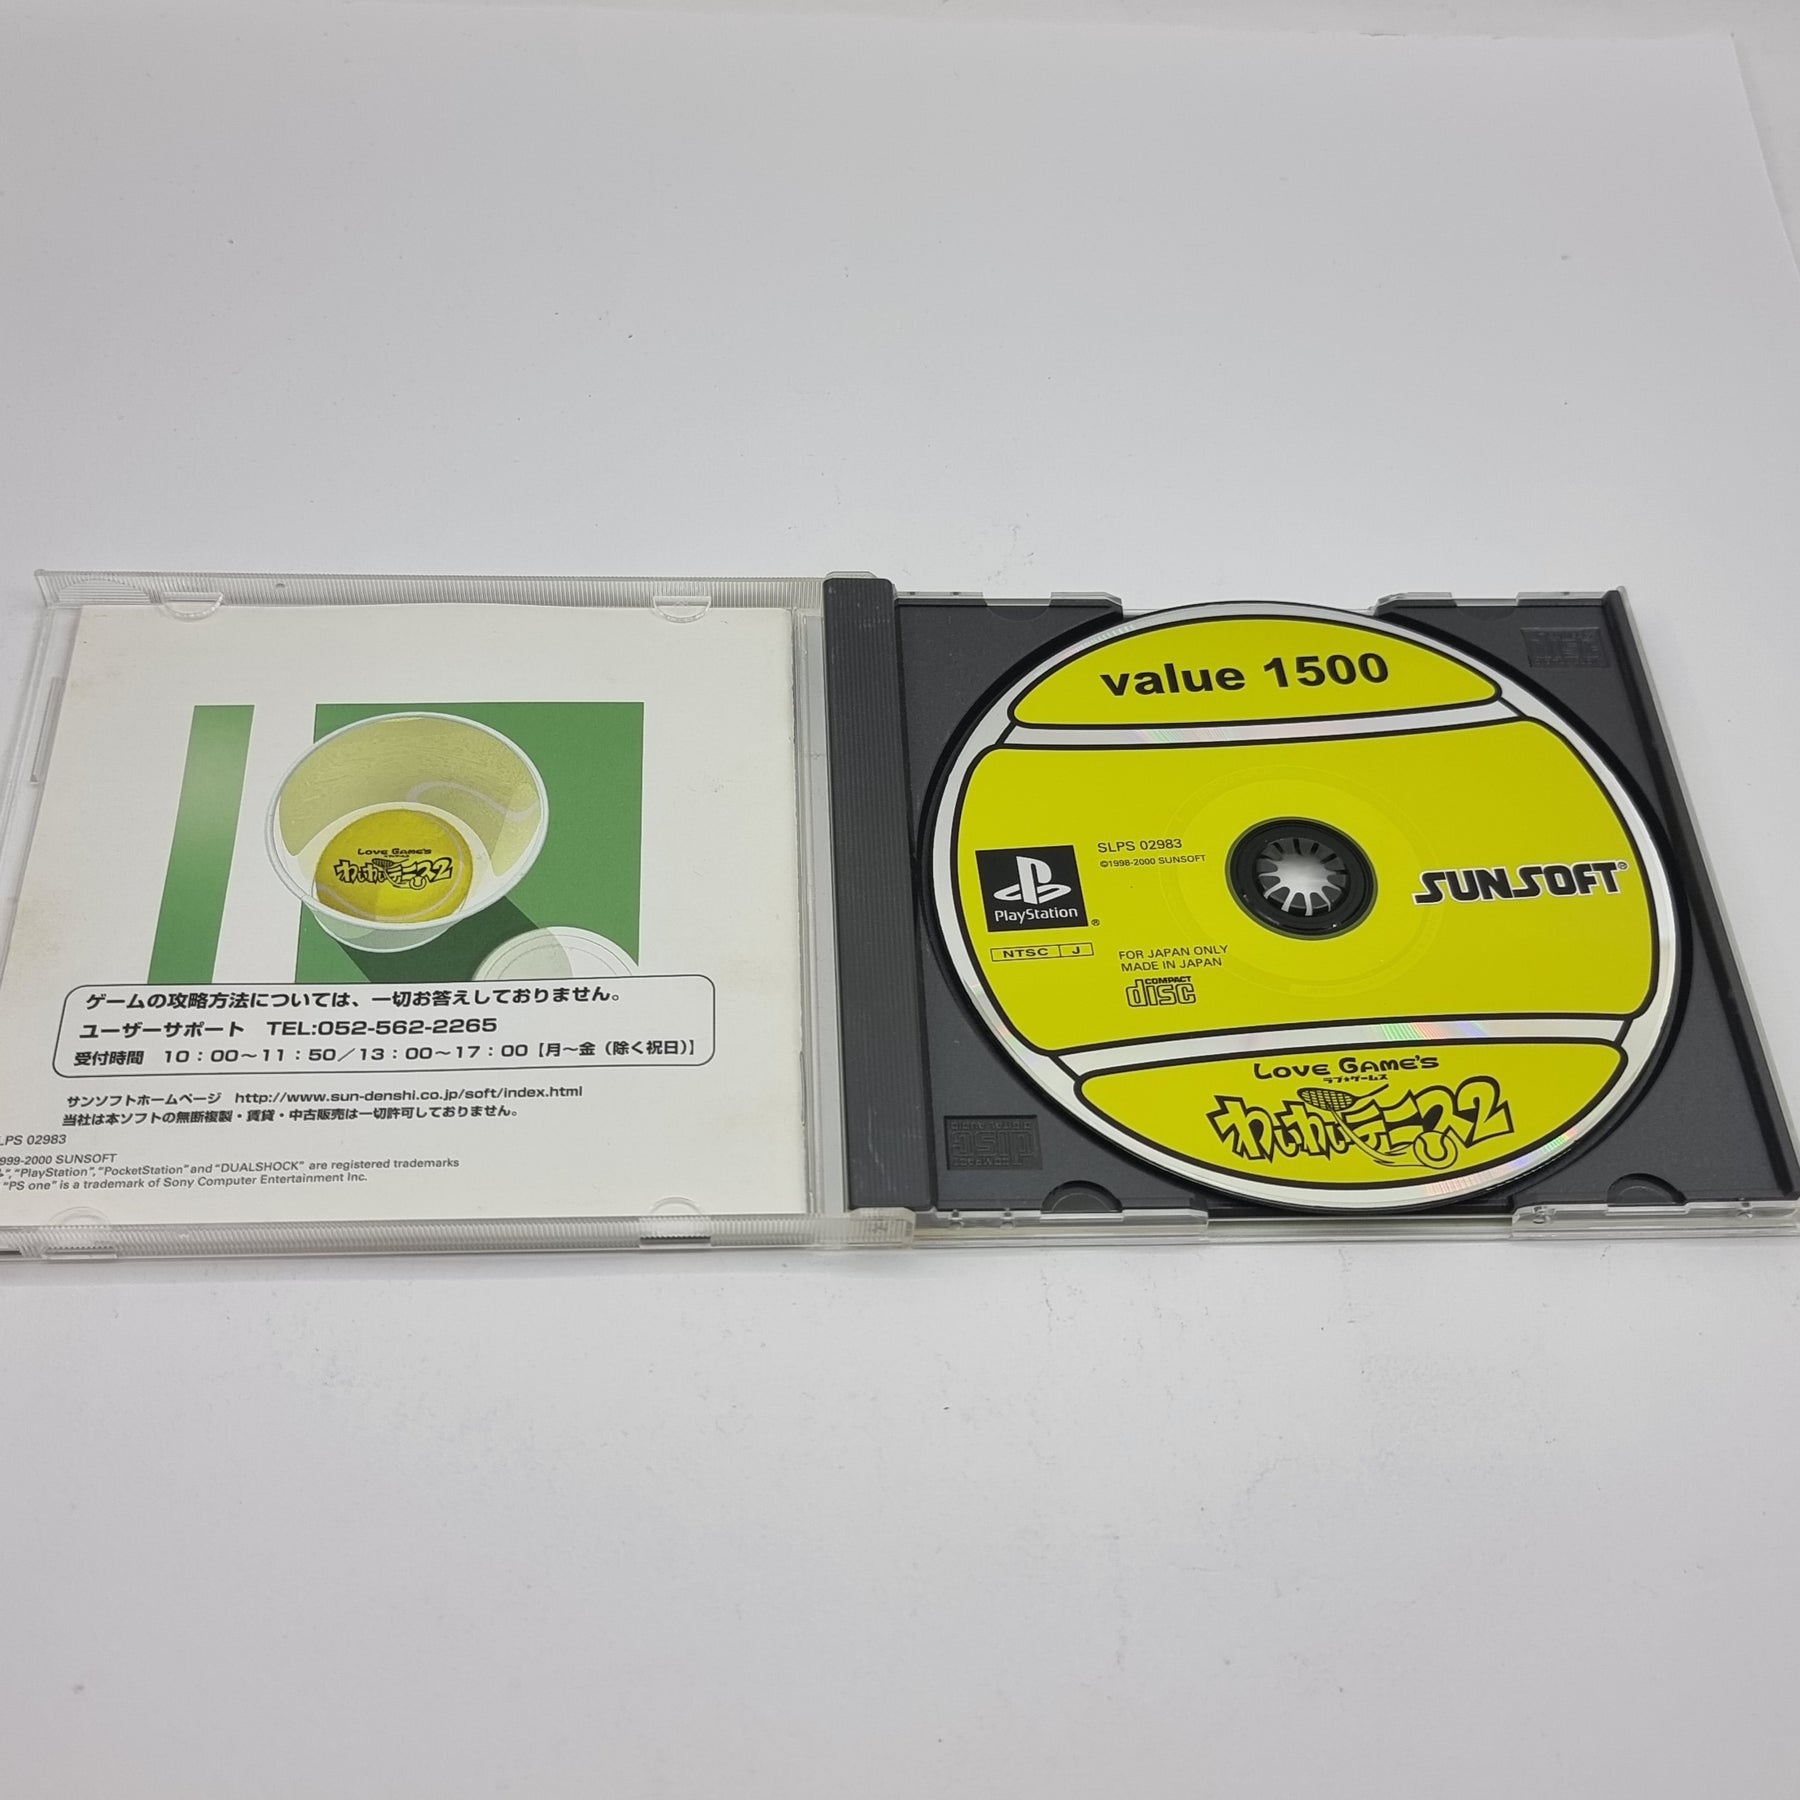 LOVE GAME'S
わいわいテニス2
ゲームの攻略方法については、一切お答えしておりません。
ユーザーサポート TEL:052-562-2265
受付時間 10:00～11:50／13:00～17:00【月～金（除く祝日）】
サンソフトホームページ http://www.sun-denshi.co.jp/soft/index.html
当社は本ソフトの無断複製・賃貸・中古販売は一切許可しておりません。
LPS 02983
999-2000 SUNSOFT
"PlayStation", "PocketStation" and "DUALSHOCK" are registered trademarks
"PS one" is a trademark of Sony Computer Entertainment Inc.
value 1500
SLPS 02983
©1998-2000 SUNSOFT
PlayStation®
SUNSOFT®
NTSC J
FOR JAPAN ONLY
MADE IN JAPAN
COMPACT
disc
LOVE GAME'S
ラブ★ゲームズ
わいわいテニス2
COMPACT
disc
DIGITAL AUDIO